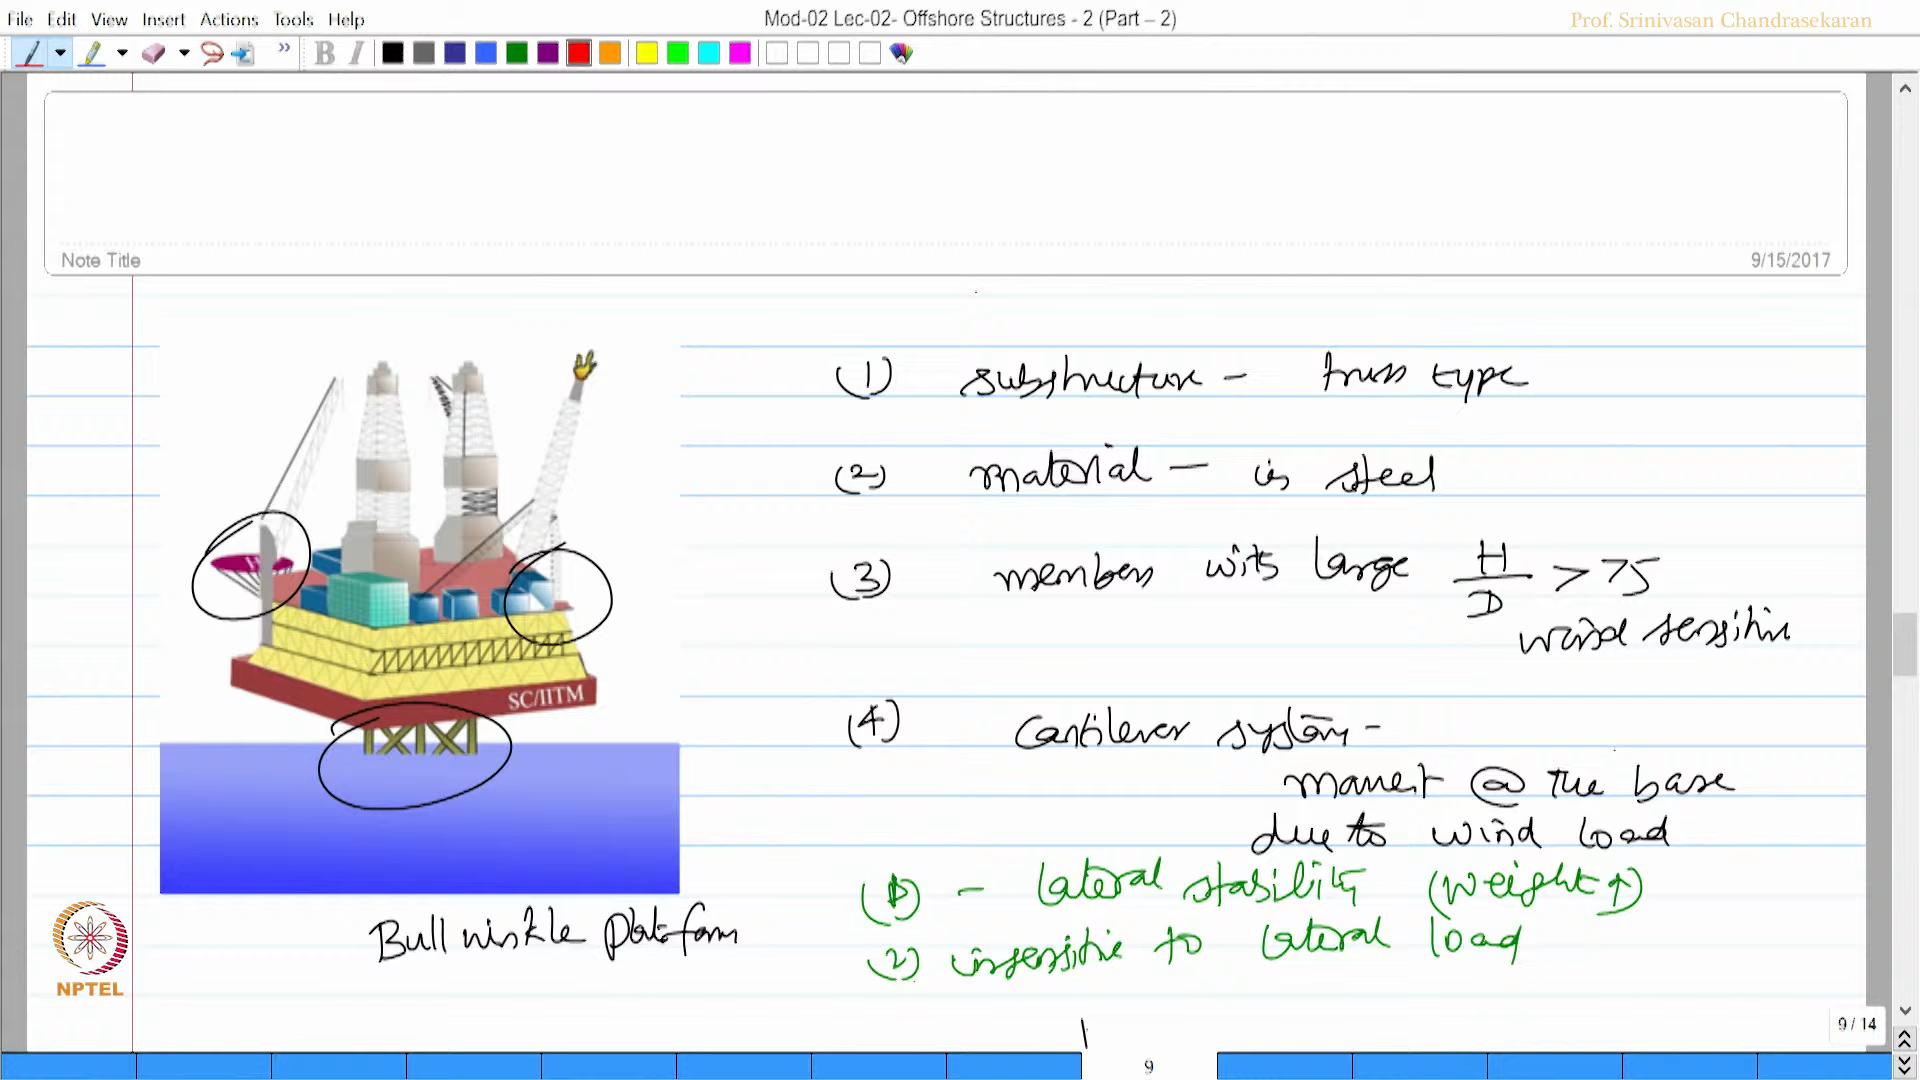 File Edit View Insert Actions Tools Help
Mod-02 Lec-02- Offshore Structures - 2 (Part – 2)
Prof. Srinivasan Chandrasekaran
B I
Note Title
9/15/2017
(1) substructure - truss type
(2) material - is steel
(3) members with large H/D > 75
wind sensitive
(4) Cantilever system -
moment @ the base
due to wind load
(1) - lateral stability (weight ↑)
(2) insensitive to lateral load
H
SC/IITM
Bullwinkle Platform
NPTEL
9 / 14
9